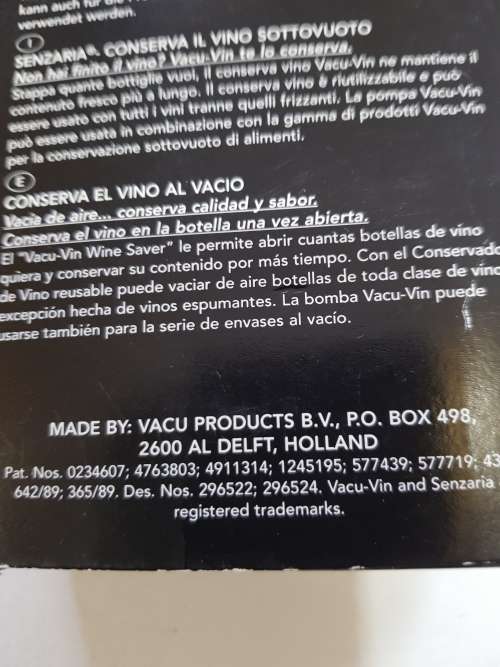 kann auch für die
verwendet werden.
I
SENZARIA®. CONSERVA IL VINO SOTTOVUOTO
Non hai finito il vino? Vacu-Vin te lo conserva.
Stappa quante bottiglie vuoi, il conserva vino Vacu-Vin ne mantiene il
contenuto fresco più a lungo. Il conserva vino è riutilizzabile e può
essere usato con tutti i vini tranne quelli frizzanti. La pompa Vacu-Vin
può essere usata in combinazione con la gamma di prodotti Vacu-Vin
per la conservazione sottovuoto di alimenti.
E
CONSERVA EL VINO AL VACIO
Vacia de aire... conserva calidad y sabor.
Conserva el vino en la botella una vez abierta.
El "Vacu-Vin Wine Saver" le permite abrir cuantas botellas de vino
quiera y conservar su contenido por más tiempo. Con el Conservado
de Vino reusable puede vaciar de aire botellas de toda clase de vino
excepción hecha de vinos espumantes. La bomba Vacu-Vin puede
usarse también para la serie de envases al vacío.
MADE BY: VACU PRODUCTS B.V., P.O. BOX 498,
2600 AL DELFT, HOLLAND
Pat. Nos. 0234607; 4763803; 4911314; 1245195; 577439; 577719; 43
642/89; 365/89. Des. Nos. 296522; 296524. Vacu-Vin and Senzaria
registered trademarks.